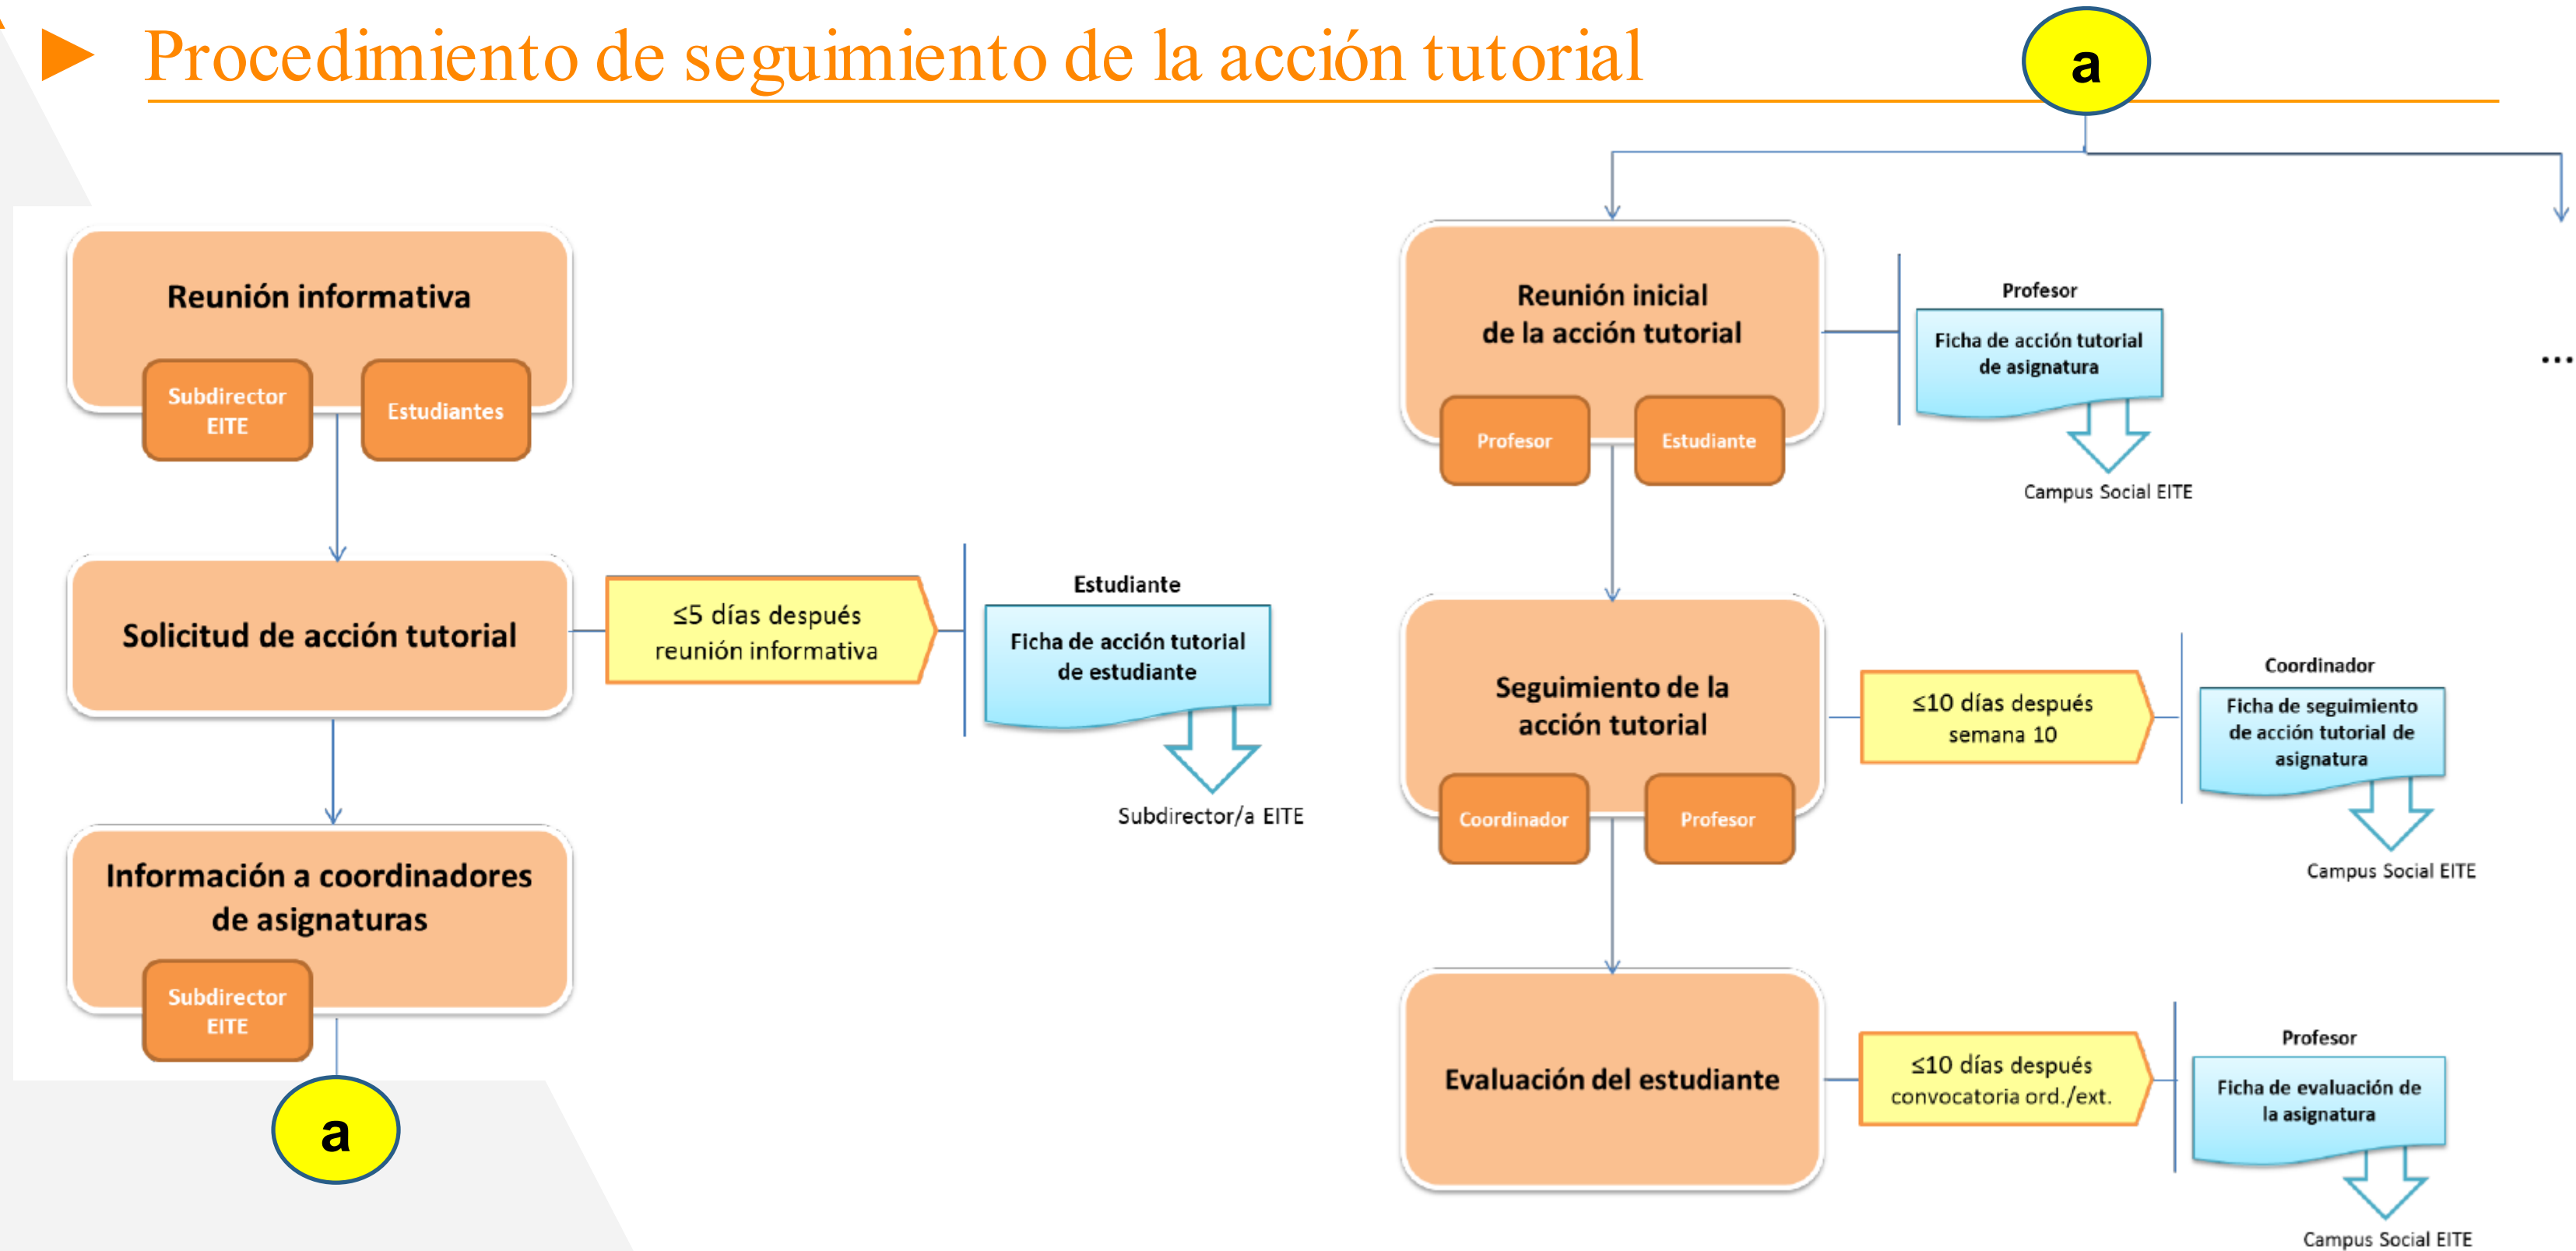 Procedimiento de seguimiento de la acción tutorial
Reunión informativa
Subdirector
EITE
Estudiantes
Solicitud de acción tutorial
≤5 días después
reunión informativa
Estudiante
Ficha de acción tutorial
de estudiante
Subdirector/a EITE
Información a coordinadores
de asignaturas
Subdirector
EITE
a
a
Reunión inicial
de la acción tutorial
Profesor
Estudiante
Profesor
Ficha de acción tutorial
de asignatura
Campus Social EITE
...
Seguimiento de la
acción tutorial
Coordinador
Profesor
≤10 días después
semana 10
Coordinador
Ficha de seguimiento
de acción tutorial de
asignatura
Campus Social EITE
Evaluación del estudiante
≤10 días después
convocatoria ord./ext.
Profesor
Ficha de evaluación de
la asignatura
Campus Social EITE